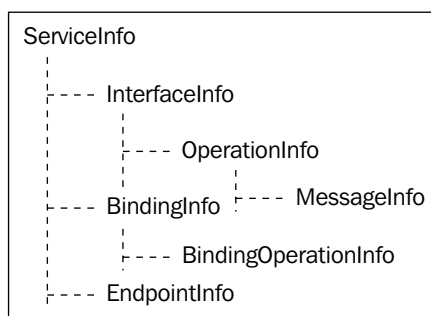 ServiceInfo
InterfaceInfo
OperationInfo
MessageInfo
BindingInfo
BindingOperationInfo
EndpointInfo